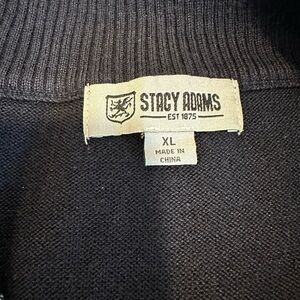 STACY ADAMS
EST 1875
XL
MADE IN
CHINA